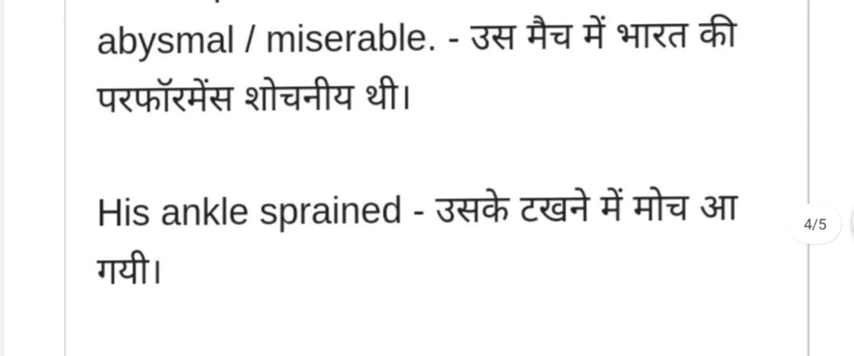 abysmal / miserable. - उस मैच में भारत की
परफॉरमेंस शोचनीय थी।
His ankle sprained - उसके टखने में मोच आ
गयी।
4/5